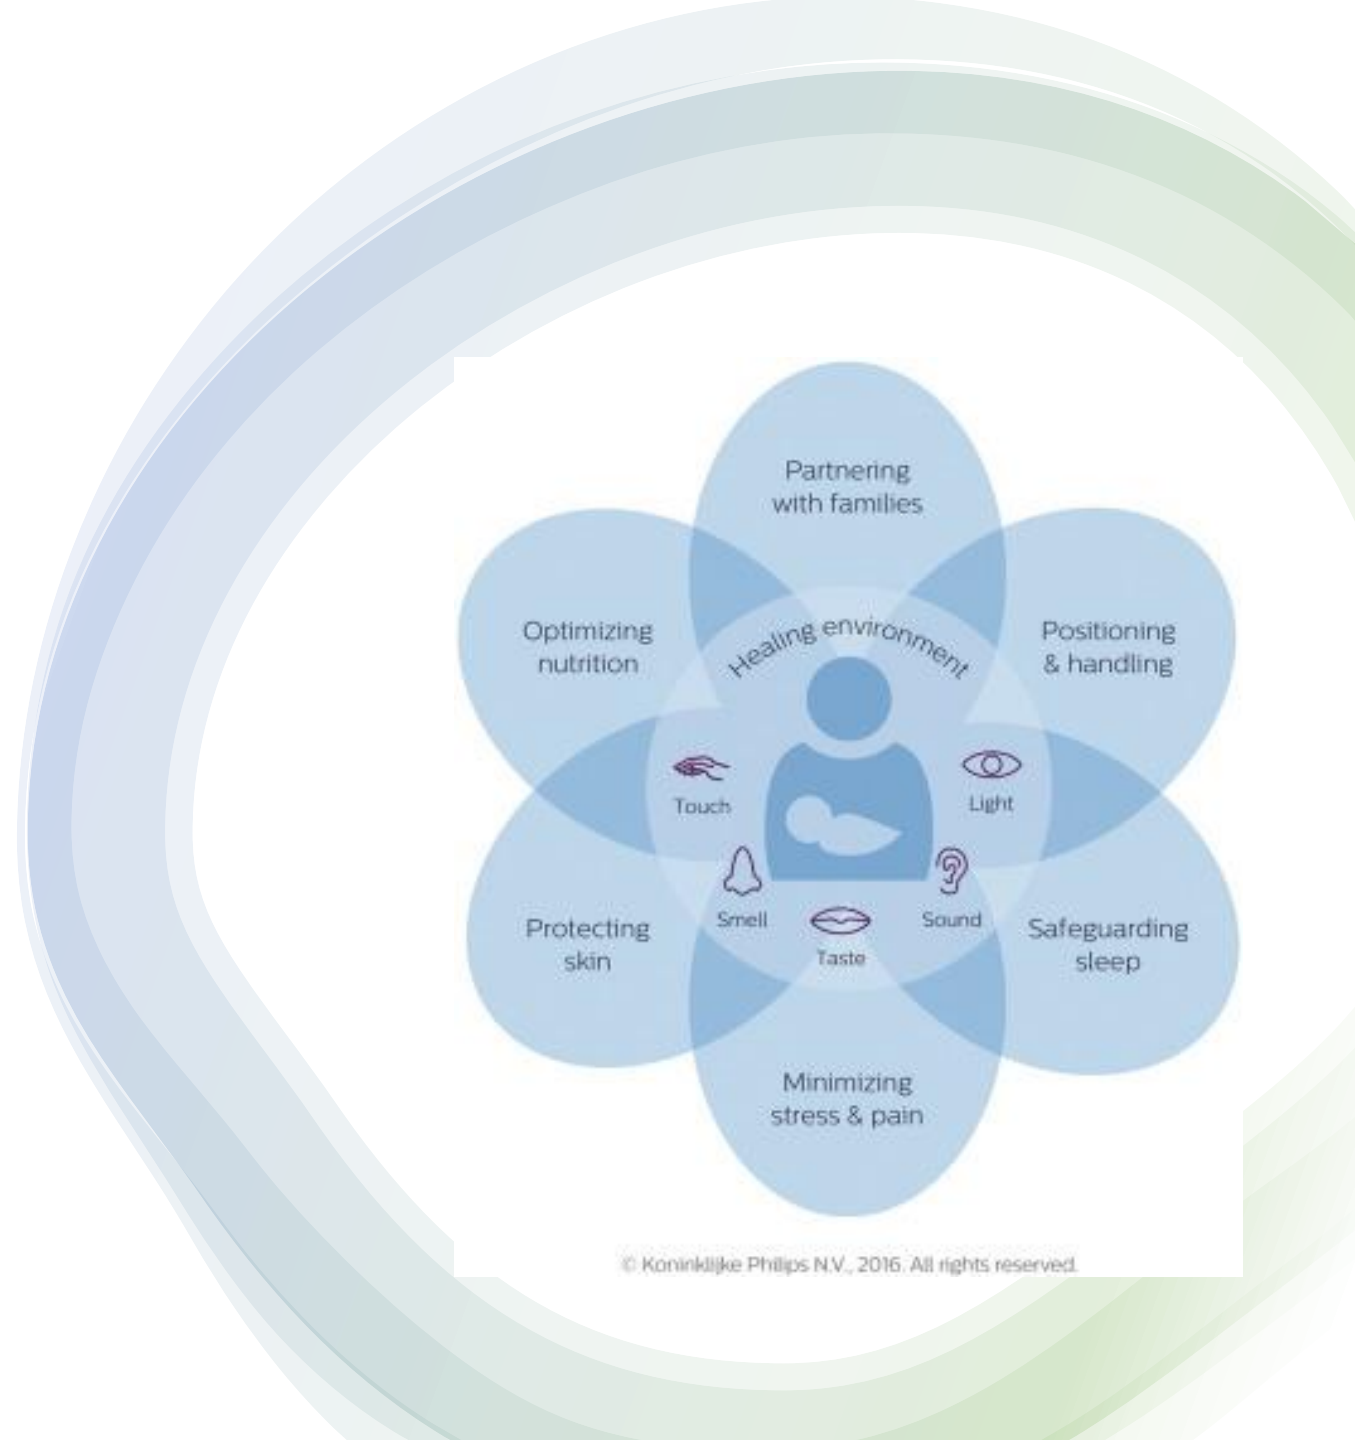 Partnering
with families
Optimizing
nutrition
Positioning
& handling
Healing environment
Touch
Light
Smell
Sound
Taste
Protecting
skin
Safeguarding
sleep
Minimizing
stress & pain
© Koninklijke Philips N.V., 2016. All rights reserved.